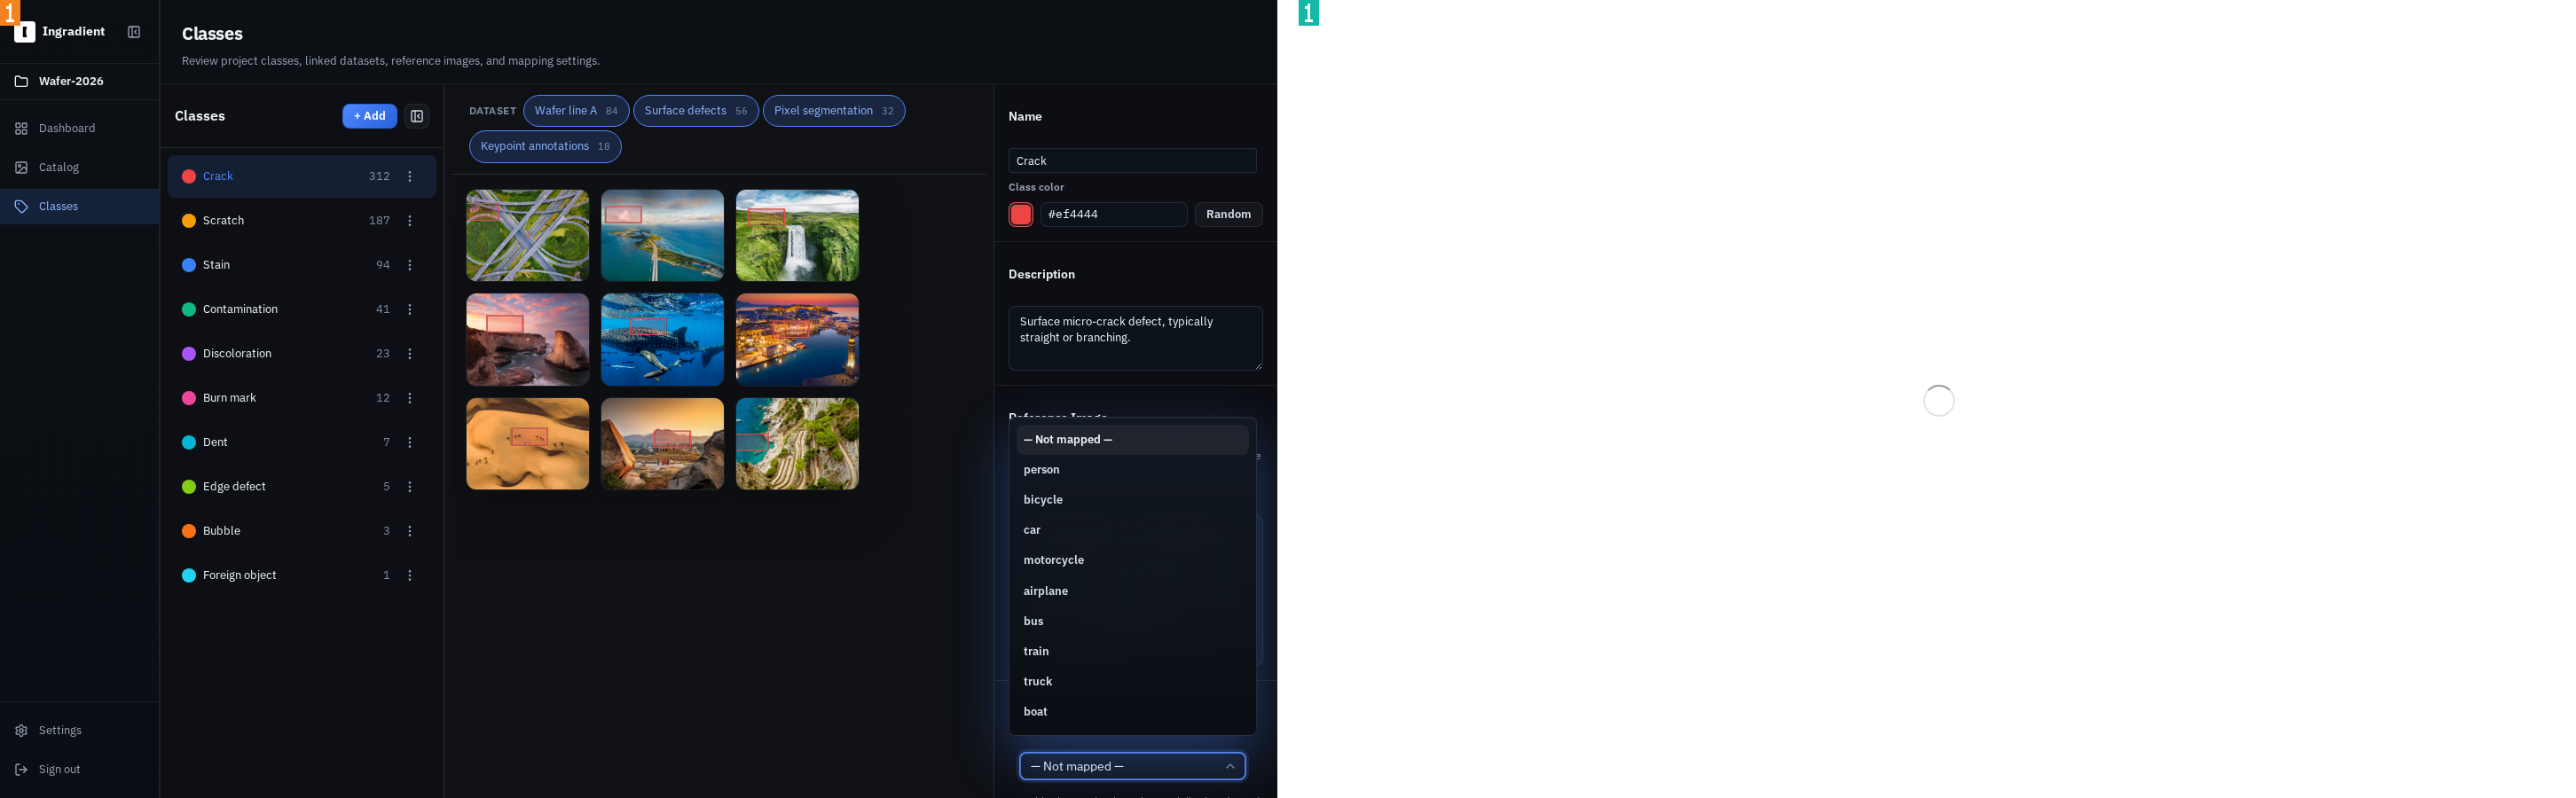 1
Ingradient
Wafer-2026
Dashboard
Catalog
Classes
Settings
Sign out
Classes
Review project classes, linked datasets, reference images, and mapping settings.
Classes
+ Add
Crack 312
Scratch 187
Stain 94
Contamination 41
Discoloration 23
Burn mark 12
Dent 7
Edge defect 5
Bubble 3
Foreign object 1
DATASET Wafer line A 84 Surface defects 56 Pixel segmentation 32
Keypoint annotations 18
Name
Crack
Class color
#ef4444 Random
Description
Surface micro-crack defect, typically
straight or branching.
Reference Image
— Not mapped —
person
bicycle
car
motorcycle
airplane
bus
train
truck
boat
— Not mapped —
1